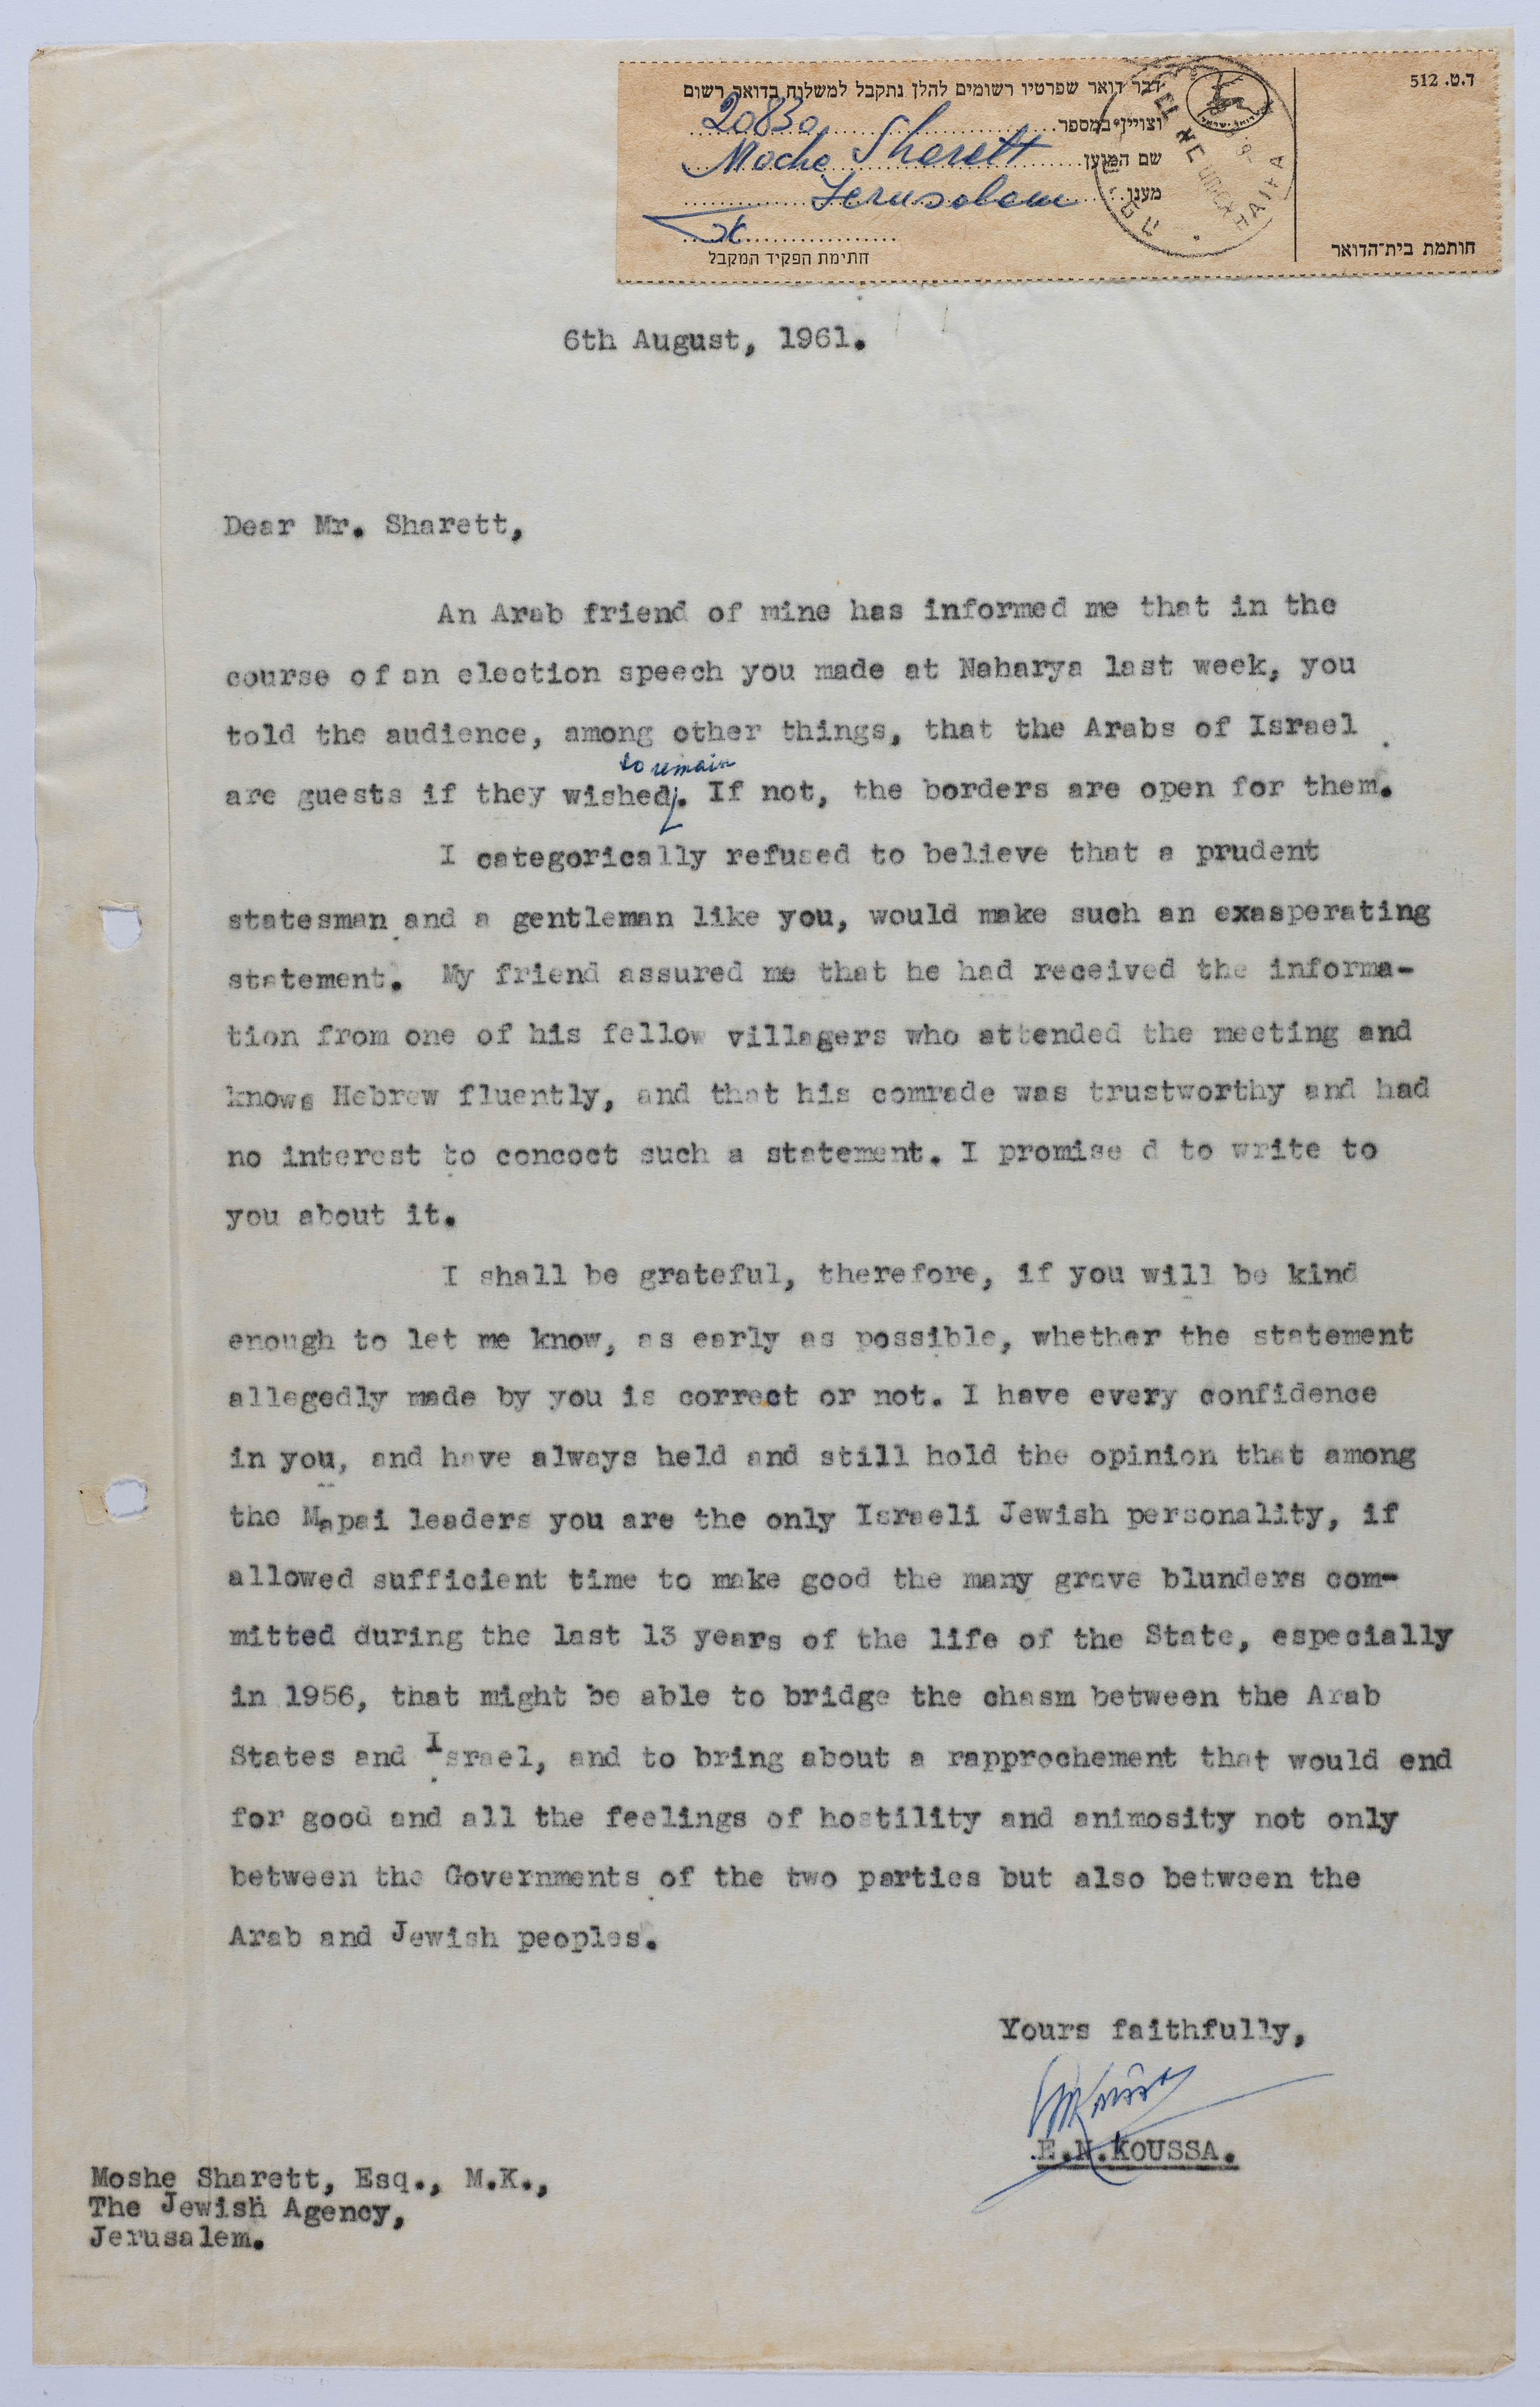 ד.ט. 512
דבר דואר שפרטיו רשומים להלן נתקבל למשלוח בדואר רשום
וצויין במספר 2083
שם המוען Moche Sharett
מענו Jerusalem
חתימת הפקיד המקבל
חותמת בית־הדואר
HAIFA
חיפה
6th August, 1961.
Dear Mr. Sharett,
An Arab friend of mine has informed me that in the
course of an election speech you made at Naharya last week, you
told the audience, among other things, that the Arabs of Israel
to remain
are guests if they wished. If not, the borders are open for them.
I categorically refused to believe that a prudent
statesman and a gentleman like you, would make such an exasperating
statement. My friend assured me that he had received the informa-
tion from one of his fellow villagers who attended the meeting and
knows Hebrew fluently, and that his comrade was trustworthy and had
no interest to concoct such a statement. I promise d to write to
you about it.
I shall be grateful, therefore, if you will be kind
enough to let me know, as early as possible, whether the statement
allegedly made by you is correct or not. I have every confidence
in you, and have always held and still hold the opinion that among
the Mapai leaders you are the only Israeli Jewish personality, if
allowed sufficient time to make good the many grave blunders com-
mitted during the last 13 years of the life of the State, especially
in 1956, that might be able to bridge the chasm between the Arab
States and Israel, and to bring about a rapprochement that would end
for good and all the feelings of hostility and animosity not only
between the Governments of the two parties but also between the
Arab and Jewish peoples.
Yours faithfully,
E.N.KOUSSA.
Moshe Sharett, Esq., M.K.,
The Jewish Agency,
Jerusalem.